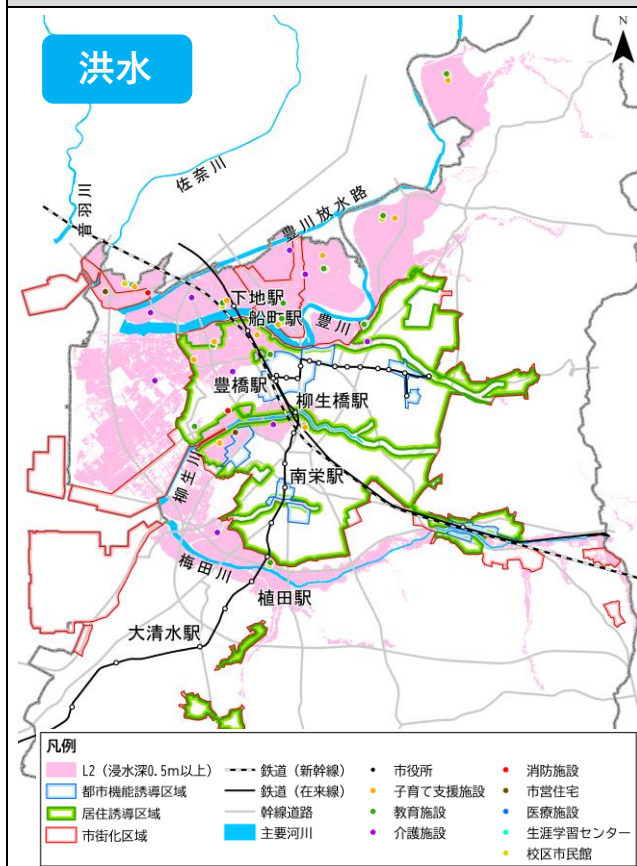 洪水
N
佐奈川
音羽川
豊川放水路
下地駅
船町駅
豊川
豊橋駅
柳生橋駅
南栄駅
柳生川
梅田川
植田駅
大清水駅
凡例
L2（浸水深0.5m以上）
都市機能誘導区域
居住誘導区域
市街化区域
鉄道（新幹線）
鉄道（在来線）
幹線道路
主要河川
市役所
子育て支援施設
教育施設
介護施設
消防施設
市営住宅
医療施設
生涯学習センター
校区市民館